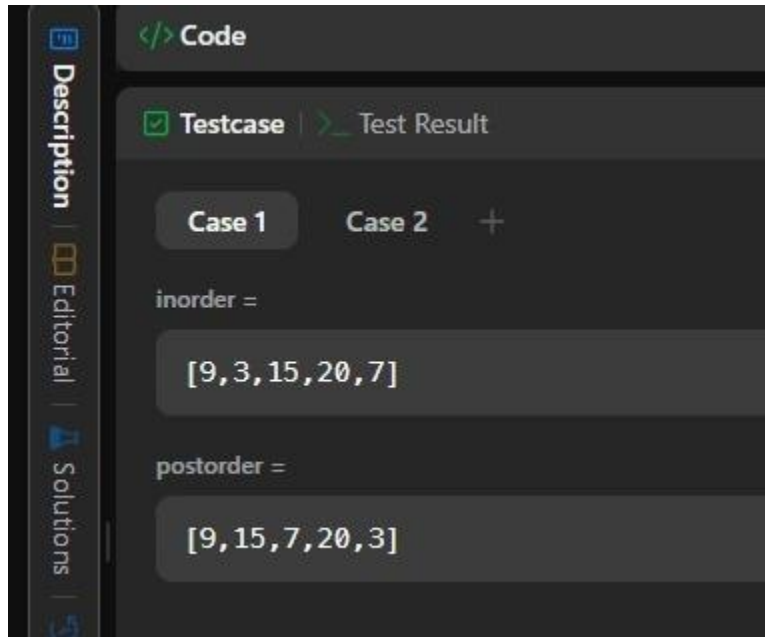 Description
Editorial
Solutions
</> Code
Testcase
>_ Test Result
Case 1
Case 2
+
inorder =
[9,3,15,20,7]
postorder =
[9,15,7,20,3]